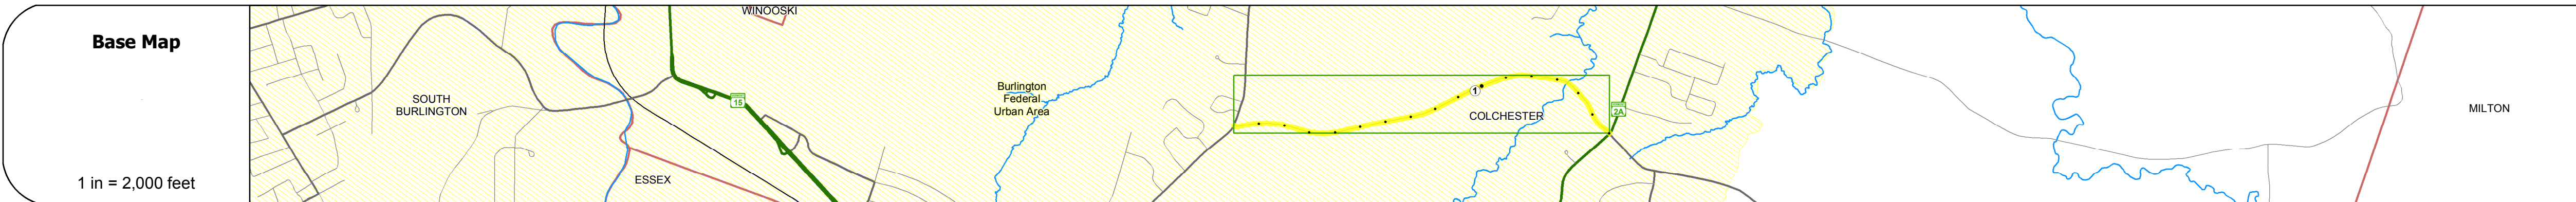 Base Map
1 in = 2,000 feet
SOUTH
BURLINGTON
WINOOSKI
15
ESSEX
Burlington
Federal
Urban Area
1
COLCHESTER
2A
MILTON